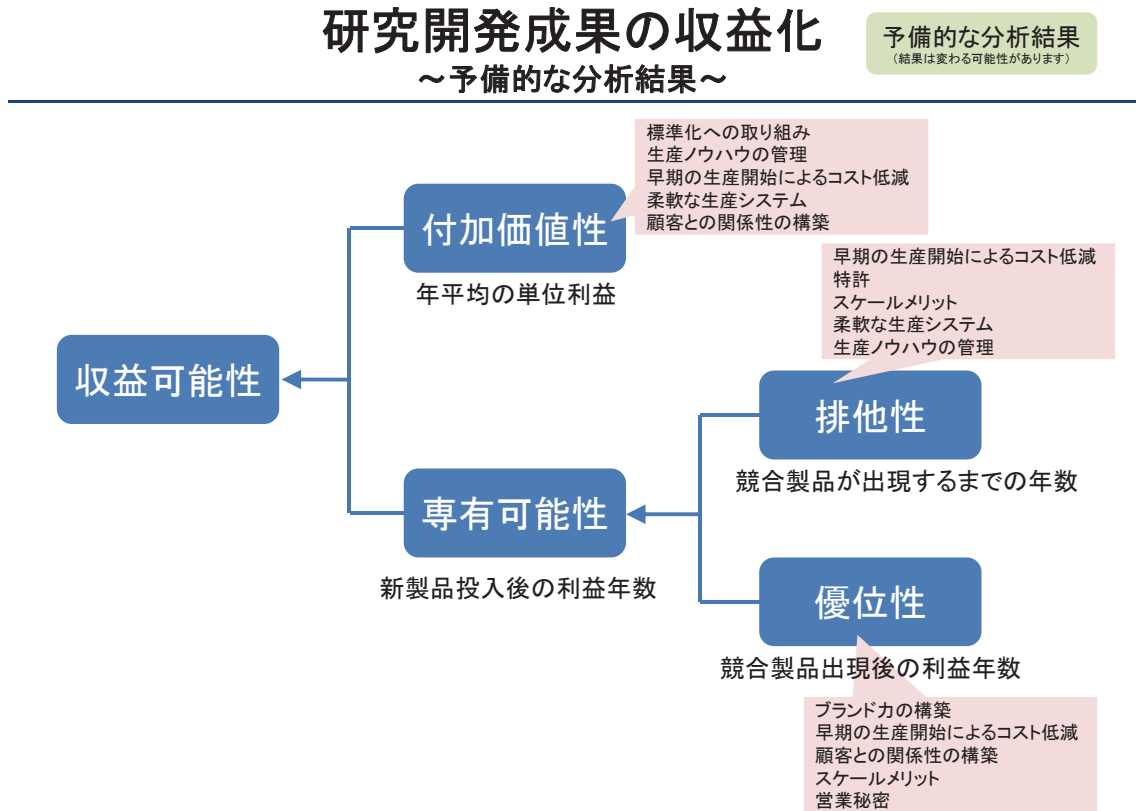 研究開発成果の収益化
～予備的な分析結果～
予備的な分析結果
（結果は変わる可能性があります）
標準化への取り組み
生産ノウハウの管理
早期の生産開始によるコスト低減
柔軟な生産システム
顧客との関係性の構築
付加価値性
年平均の単位利益
早期の生産開始によるコスト低減
特許
スケールメリット
柔軟な生産システム
生産ノウハウの管理
収益可能性
排他性
競合製品が出現するまでの年数
専有可能性
新製品投入後の利益年数
優位性
競合製品出現後の利益年数
ブランド力の構築
早期の生産開始によるコスト低減
顧客との関係性の構築
スケールメリット
営業秘密